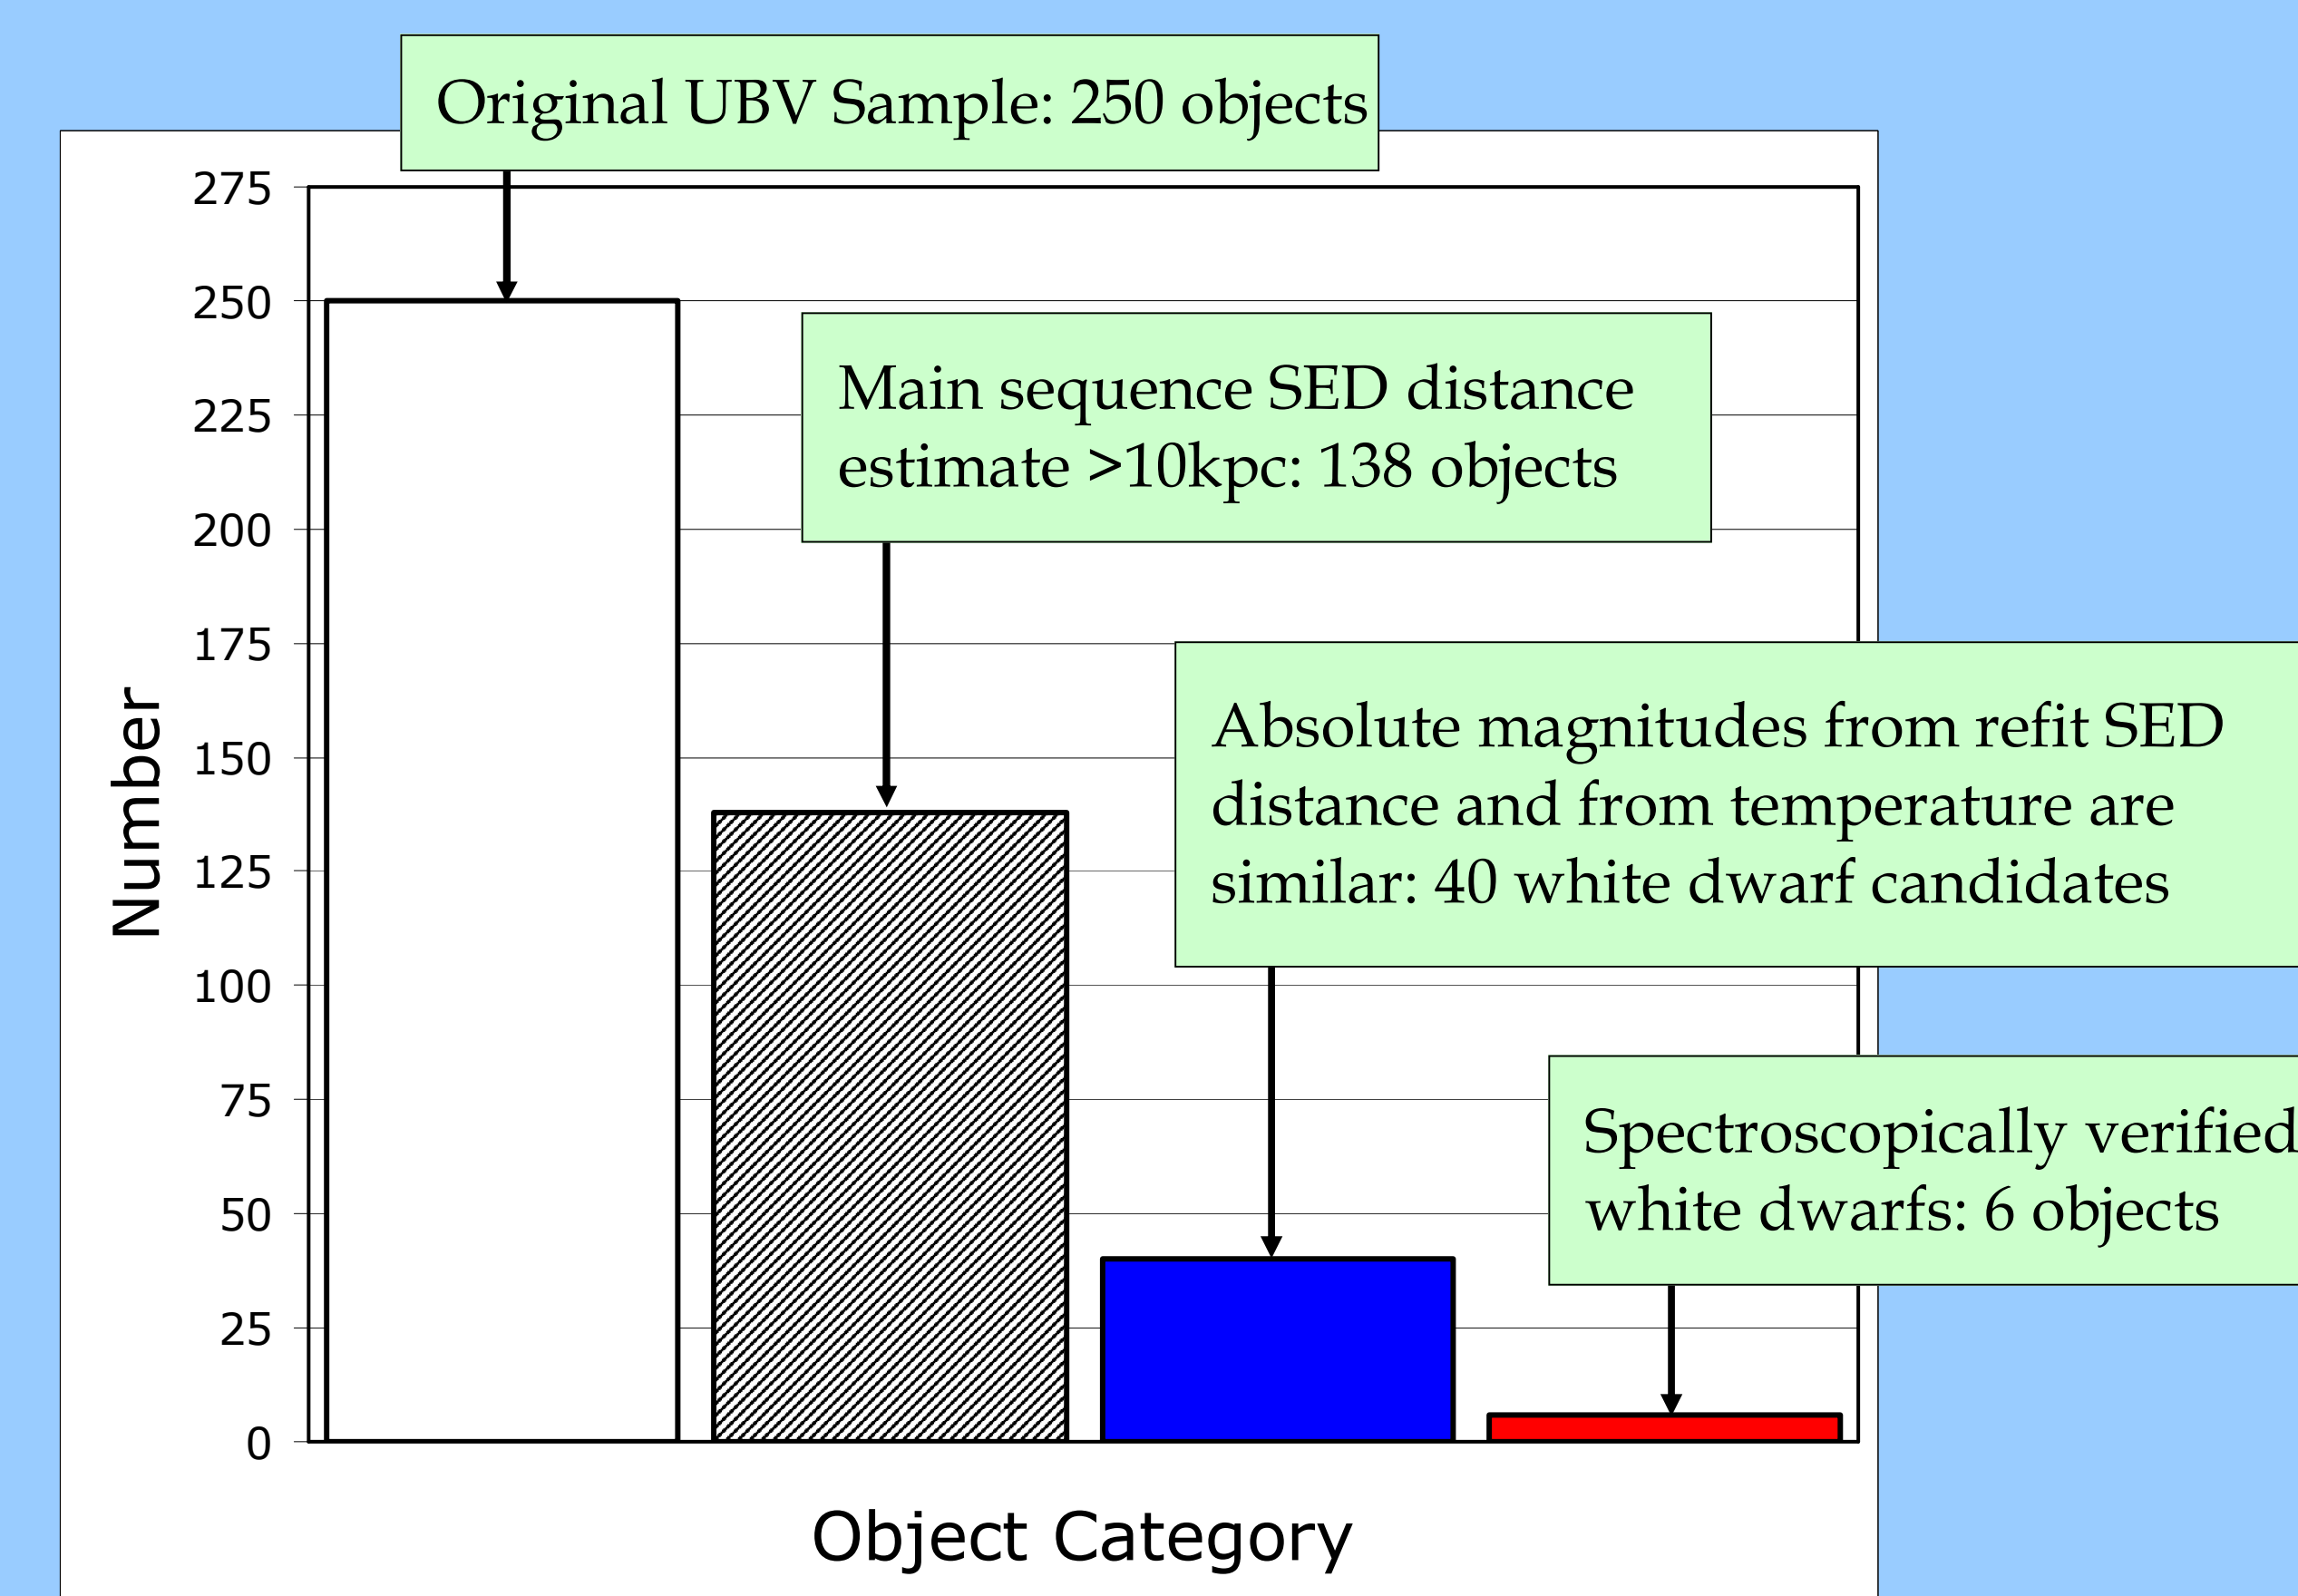 Original UBV Sample: 250 objects
275
250
225
200
175
150
125
100
75
50
25
0
Number
Main sequence SED distance
estimate >10kpc: 138 objects
Absolute magnitudes from refit SED
distance and from temperature are
similar: 40 white dwarf candidates
Spectroscopically verified
white dwarfs: 6 objects
Object Category